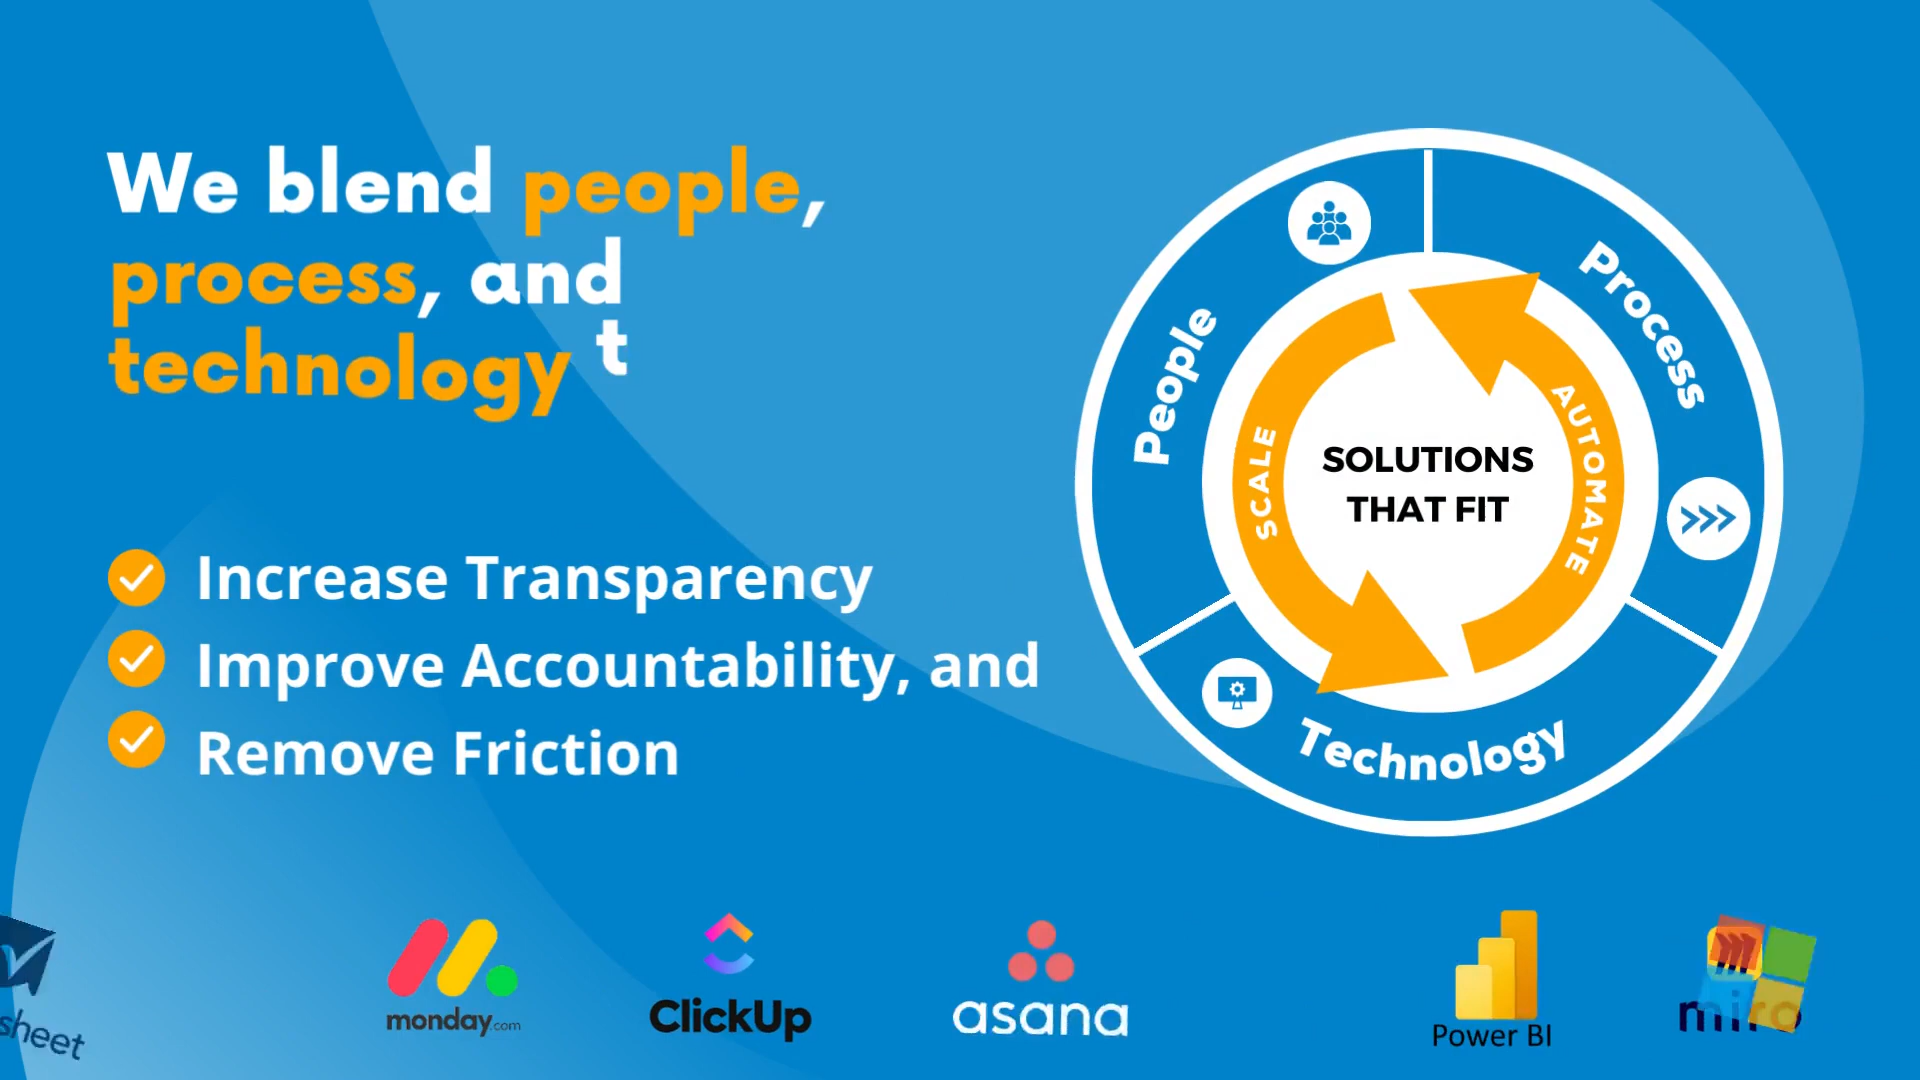 We blend people,
process, and
technology t
Increase Transparency
Improve Accountability, and
Remove Friction
People
Process
Technology
SCALE
AUTOMATE
SOLUTIONS
THAT FIT
sheet
monday.com
ClickUp
asana
Power BI
miro